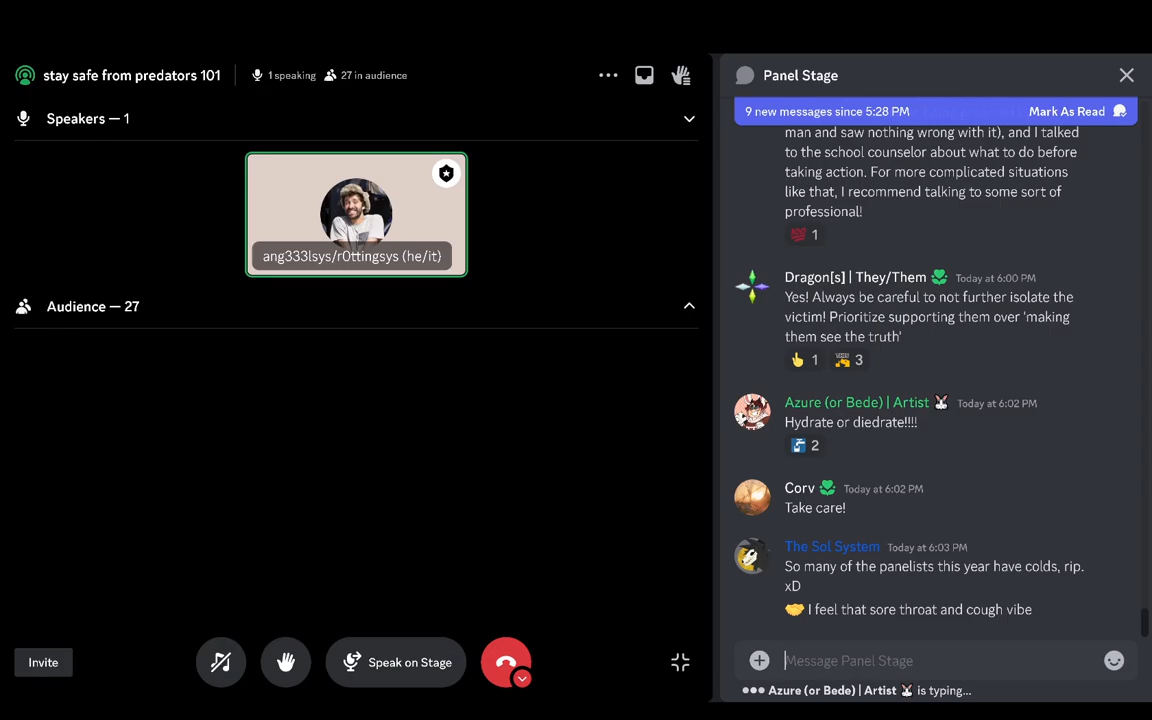 stay safe from predators 101
1 speaking
27 in audience
Speakers — 1
ang333lsys/r0ttingsys (he/it)
Audience — 27
Invite
Speak on Stage
Panel Stage
9 new messages since 5:28 PM
Mark As Read
man and saw nothing wrong with it), and I talked
to the school counselor about what to do before
taking action. For more complicated situations
like that, I recommend talking to some sort of
professional!
1
Dragon[s] | They/Them Today at 6:00 PM
Yes! Always be careful to not further isolate the
victim! Prioritize supporting them over 'making
them see the truth'
1 3
Azure (or Bede) | Artist Today at 6:02 PM
Hydrate or diedrate!!!!
2
Corv Today at 6:02 PM
Take care!
The Sol System Today at 6:03 PM
So many of the panelists this year have colds, rip.
xD
I feel that sore throat and cough vibe
Message Panel Stage
Azure (or Bede) | Artist is typing...